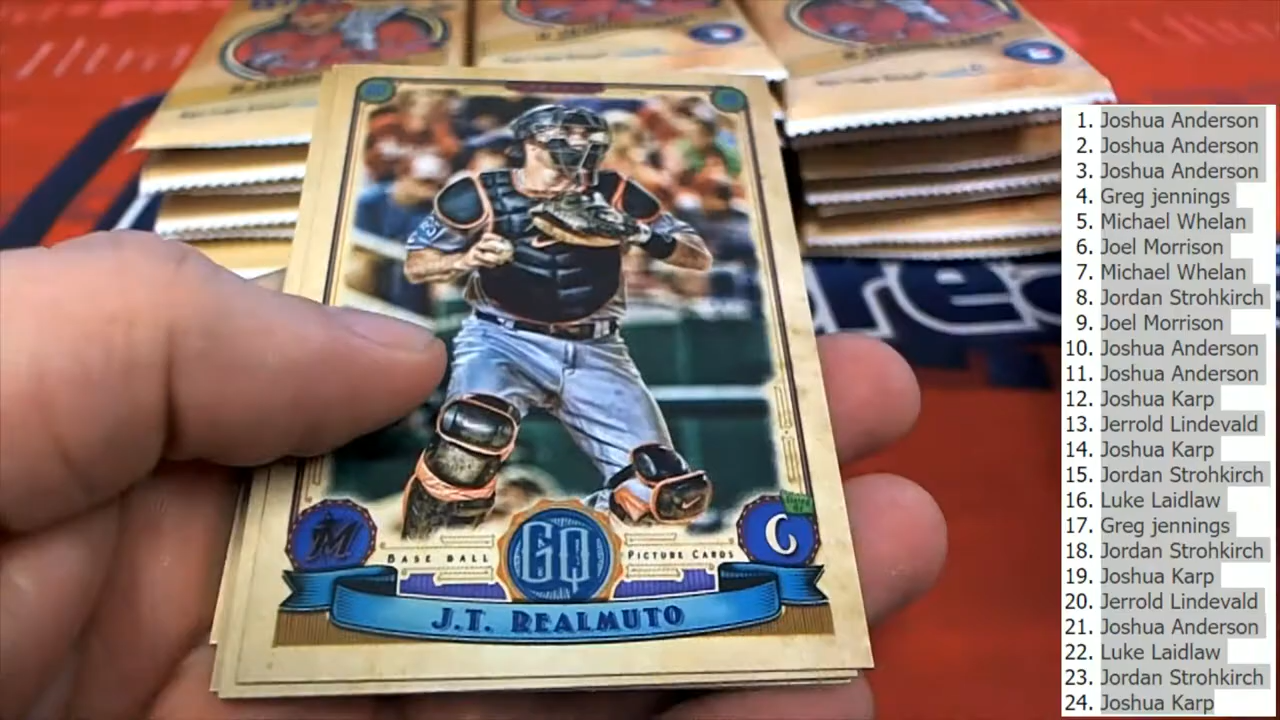 BASE BALL
GQ
PICTURE CARDS
M
C
J.T. REALMUTO
1. Joshua Anderson
2. Joshua Anderson
3. Joshua Anderson
4. Greg jennings
5. Michael Whelan
6. Joel Morrison
7. Michael Whelan
8. Jordan Strohkirch
9. Joel Morrison
10. Joshua Anderson
11. Joshua Anderson
12. Joshua Karp
13. Jerrold Lindevald
14. Joshua Karp
15. Jordan Strohkirch
16. Luke Laidlaw
17. Greg jennings
18. Jordan Strohkirch
19. Joshua Karp
20. Jerrold Lindevald
21. Joshua Anderson
22. Luke Laidlaw
23. Jordan Strohkirch
24. Joshua Karp